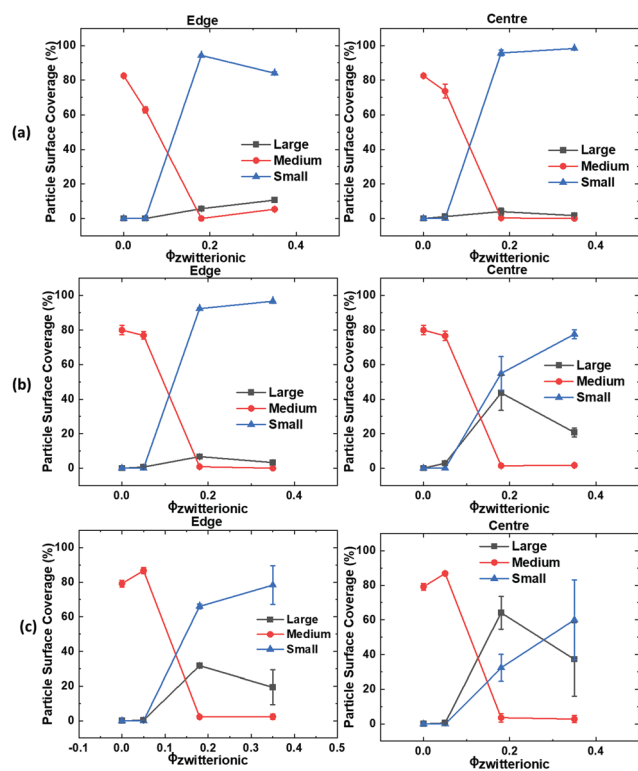 Edge
Centre
Particle Surface Coverage (%)
100
80
60
40
20
0
0.0
0.2
0.4
Φzwitterionic
Large
Medium
Small
Particle Surface Coverage (%)
100
80
60
40
20
0
0.0
0.2
0.4
Φzwitterionic
Large
Medium
Small
(a)
Edge
Centre
Particle Surface Coverage (%)
100
80
60
40
20
0
0.0
0.2
0.4
Φzwitterionic
Large
Medium
Small
Particle Surface Coverage (%)
100
80
60
40
20
0
0.0
0.2
0.4
Φzwitterionic
Large
Medium
Small
(b)
Edge
Centre
Particle Surface Coverage (%)
100
80
60
40
20
0
-0.1
0.0
0.1
0.2
0.3
0.4
0.5
Φzwitterionic
Large
Medium
Small
Particle Surface Coverage (%)
100
80
60
40
20
0
0.0
0.2
0.4
Φzwitterionic
Large
Medium
Small
(c)